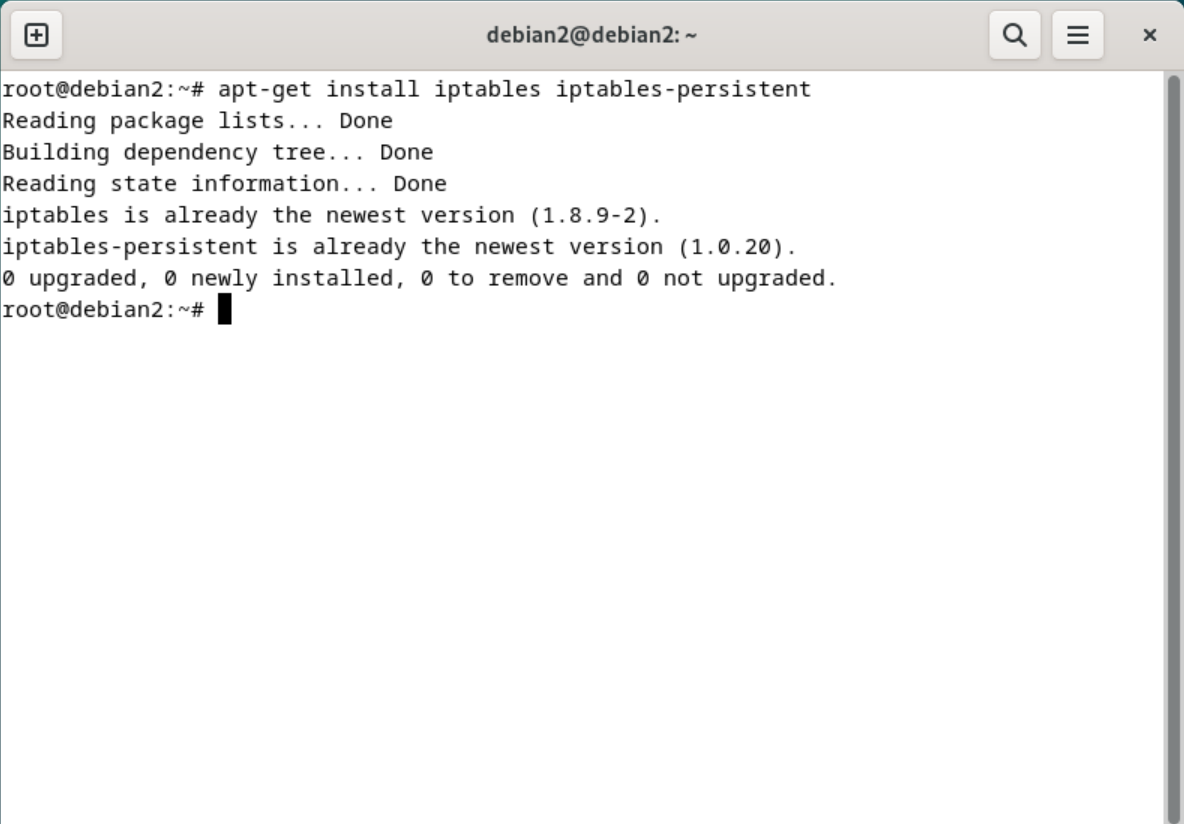 debian2@debian2: ~
root@debian2:~# apt-get install iptables iptables-persistent
Reading package lists... Done
Building dependency tree... Done
Reading state information... Done
iptables is already the newest version (1.8.9-2).
iptables-persistent is already the newest version (1.0.20).
0 upgraded, 0 newly installed, 0 to remove and 0 not upgraded.
root@debian2:~#